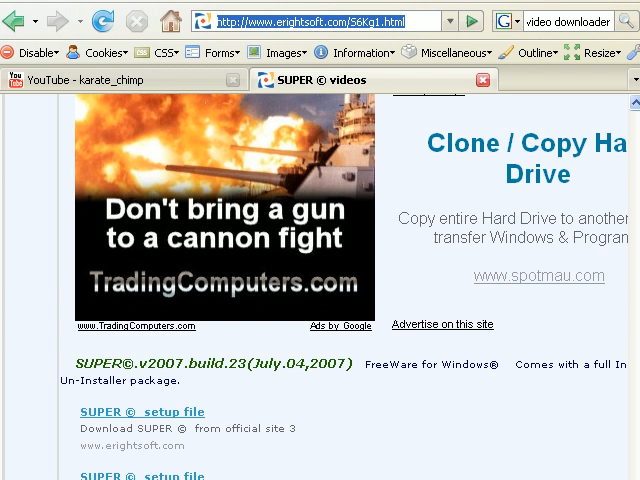 http://www.erightsoft.com/S6Kg1.html
video downloader
Disable Cookies CSS Forms Images Information Miscellaneous Outline Resize
YouTube - karate_chimp
SUPER © videos
Clone / Copy Ha
Drive
Copy entire Hard Drive to another
transfer Windows & Program
www.spotmau.com
Don't bring a gun
to a cannon fight
TradingComputers.com
www.TradingComputers.com
Ads by Google
Advertise on this site
SUPER©.v2007.build.23(July.04,2007) FreeWare for Windows® Comes with a full In
Un-Installer package.
SUPER © setup file
Download SUPER © from official site 3
www.erightsoft.com
SUPER © setup file